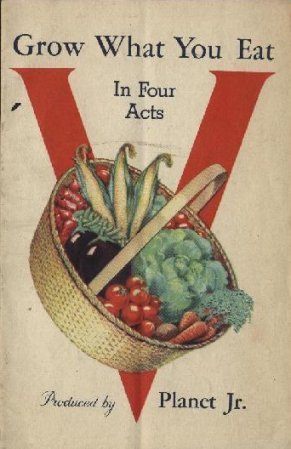 Grow What You Eat
In Four
Acts
V
Produced by Planet Jr.